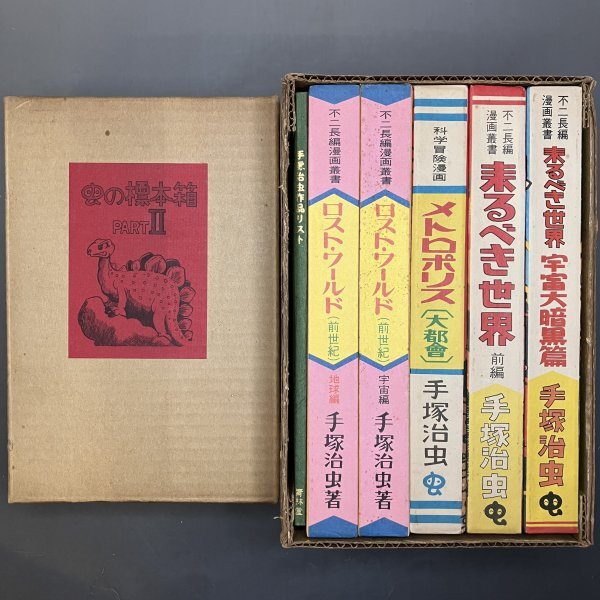 虫の標本箱
PART II
手塚治虫作品リスト
青林堂
不二長編漫画叢書
ロスト・ワールド
(前世紀)
地球編
手塚治虫著
不二長編漫画叢書
ロスト・ワールド
(前世紀)
宇宙編
手塚治虫著
科学冒険漫画
メトロポリス
(大都會)
手塚治虫
不二長編漫画叢書
来るべき世界
前編
手塚治虫
不二長編漫画叢書
来るべき世界
宇宙大暗黒篇
手塚治虫